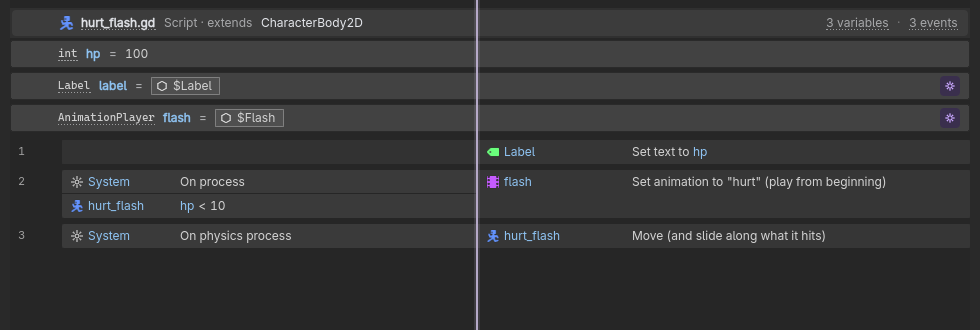 hurt_flash.gd Script · extends CharacterBody2D 3 variables · 3 events
int hp = 100
Label label = $Label
AnimationPlayer flash = $Flash
1 Label Set text to hp
2 System On process flash Set animation to "hurt" (play from beginning)
hurt_flash hp < 10
3 System On physics process hurt_flash Move (and slide along what it hits)